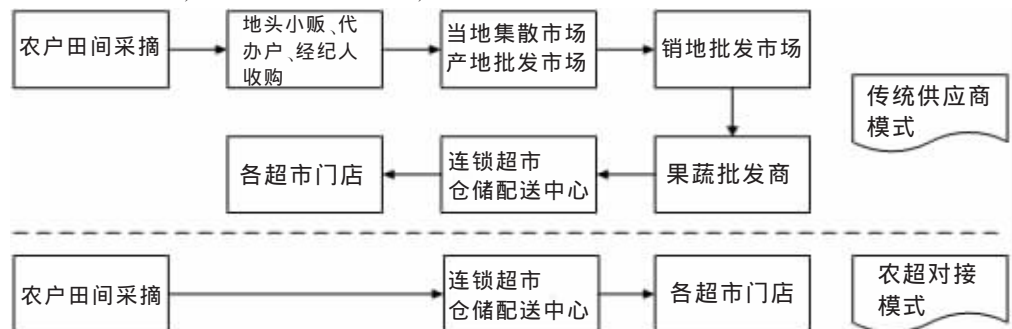 农户田间采摘
地头小贩、代
办户、经纪人
收购
当地集散市场
产地批发市场
销地批发市场
传统供应商
模式
各超市门店
连锁超市
仓储配送中心
果蔬批发商
农户田间采摘
连锁超市
仓储配送中心
各超市门店
农超对接
模式